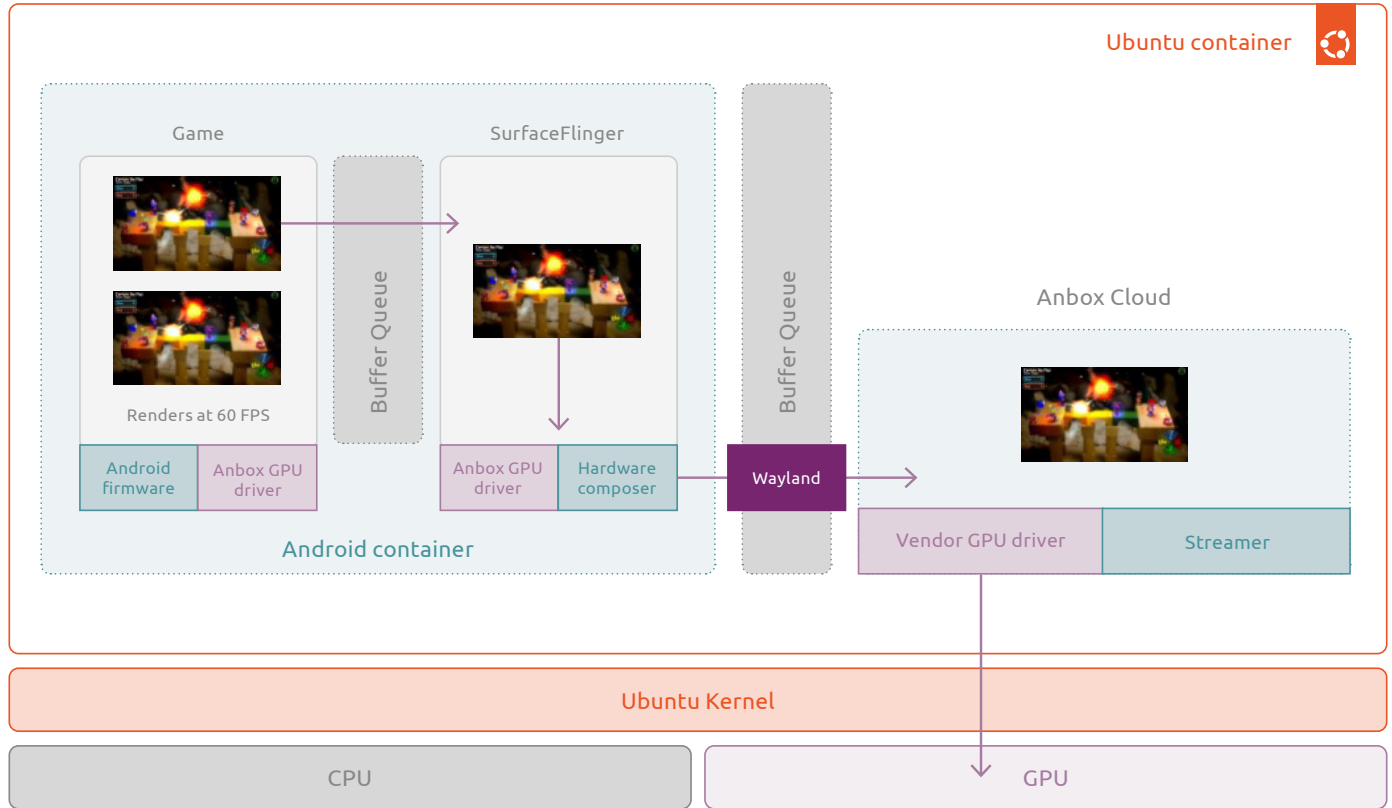 Ubuntu container
Game
SurfaceFlinger
Buffer Queue
Buffer Queue
Renders at 60 FPS
Android
firmware
Anbox GPU
driver
Anbox GPU
driver
Hardware
composer
Wayland
Android container
Anbox Cloud
Vendor GPU driver
Streamer
Ubuntu Kernel
CPU
GPU